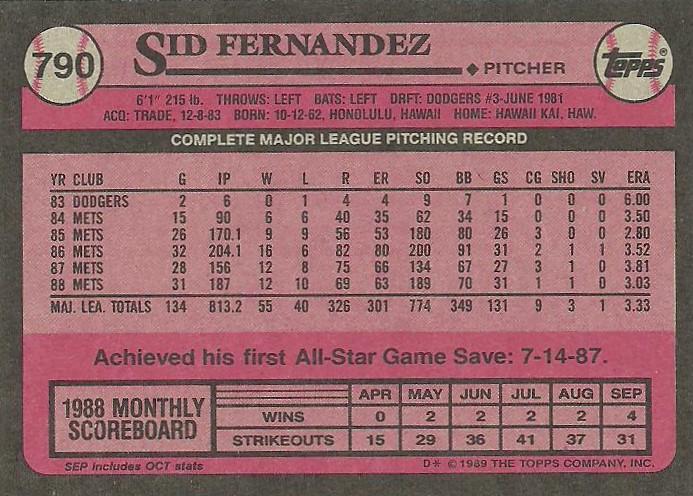 790
SID FERNANDEZ
PITCHER
TOPPS®
6'1" 215 lb. THROWS: LEFT BATS: LEFT DRFT: DODGERS #3-JUNE 1981
ACQ: TRADE, 12-8-83 BORN: 10-12-62, HONOLULU, HAWAII HOME: HAWAII KAI, HAW.
COMPLETE MAJOR LEAGUE PITCHING RECORD
YR CLUB G IP W L R ER SO BB GS CG SHO SV ERA
83 DODGERS 2 6 0 1 4 4 9 7 1 0 0 0 6.00
84 METS 15 90 6 6 40 35 62 34 15 0 0 0 3.50
85 METS 26 170.1 9 9 56 53 180 80 26 3 0 0 2.80
86 METS 32 204.1 16 6 82 80 200 91 31 2 1 1 3.52
87 METS 28 156 12 8 75 66 134 67 27 3 1 0 3.81
88 METS 31 187 12 10 69 63 189 70 31 1 1 0 3.03
MAJ. LEA. TOTALS 134 813.2 55 40 326 301 774 349 131 9 3 1 3.33
Achieved his first All-Star Game Save: 7-14-87.
1988 MONTHLY SCOREBOARD
APR MAY JUN JUL AUG SEP
WINS 0 2 2 2 2 4
STRIKEOUTS 15 29 36 41 37 31
SEP includes OCT stats
D* © 1989 THE TOPPS COMPANY, INC.